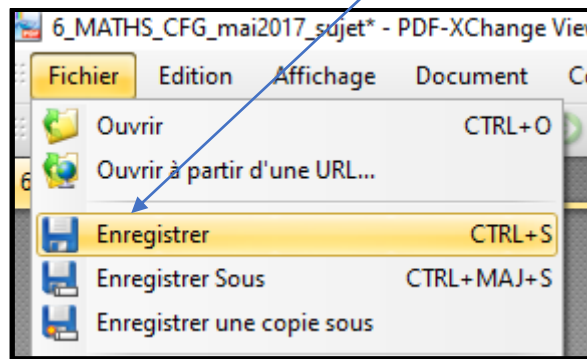 6_MATHS_CFG_mai2017_sujet* - PDF-XChange View
Fichier Edition Affichage Document
Ouvrir CTRL+O
Ouvrir à partir d'une URL...
Enregistrer CTRL+S
Enregistrer Sous CTRL+MAJ+S
Enregistrer une copie sous